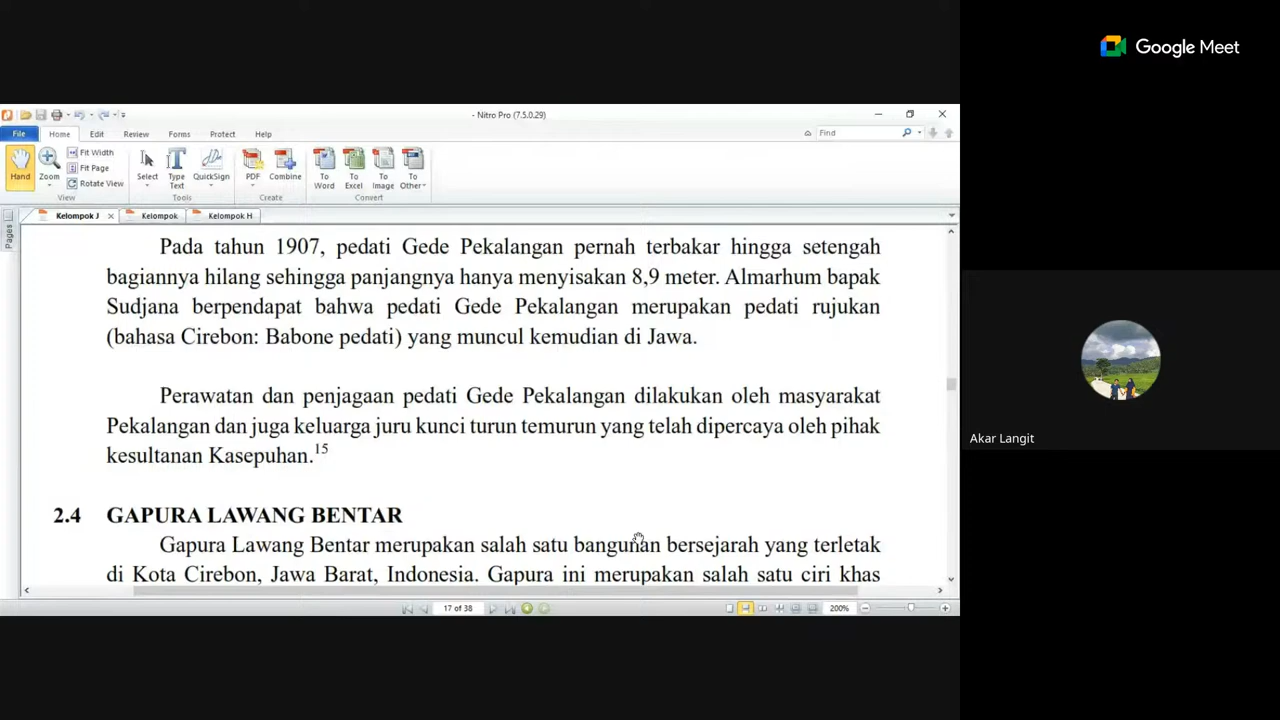 Google Meet
- Nitro Pro (7.5.0.29)
File Home Edit Review Forms Protect Help
Find
Hand
Zoom
Fit Width
Fit Page
Rotate View
View
Select
Type Text
QuickSign
Tools
PDF
Combine
Create
To Word
To Excel
To Image
To Other
Convert
Kelompok J
Kelompok
Kelompok H
Pages
Pada tahun 1907, pedati Gede Pekalangan pernah terbakar hingga setengah
bagiannya hilang sehingga panjangnya hanya menyisakan 8,9 meter. Almarhum bapak
Sudjana berpendapat bahwa pedati Gede Pekalangan merupakan pedati rujukan
(bahasa Cirebon: Babone pedati) yang muncul kemudian di Jawa.
Perawatan dan penjagaan pedati Gede Pekalangan dilakukan oleh masyarakat
Pekalangan dan juga keluarga juru kunci turun temurun yang telah dipercaya oleh pihak
kesultanan Kasepuhan.15
2.4 GAPURA LAWANG BENTAR
Gapura Lawang Bentar merupakan salah satu bangunan bersejarah yang terletak
di Kota Cirebon, Jawa Barat, Indonesia. Gapura ini merupakan salah satu ciri khas
17 of 38
200%
Akar Langit